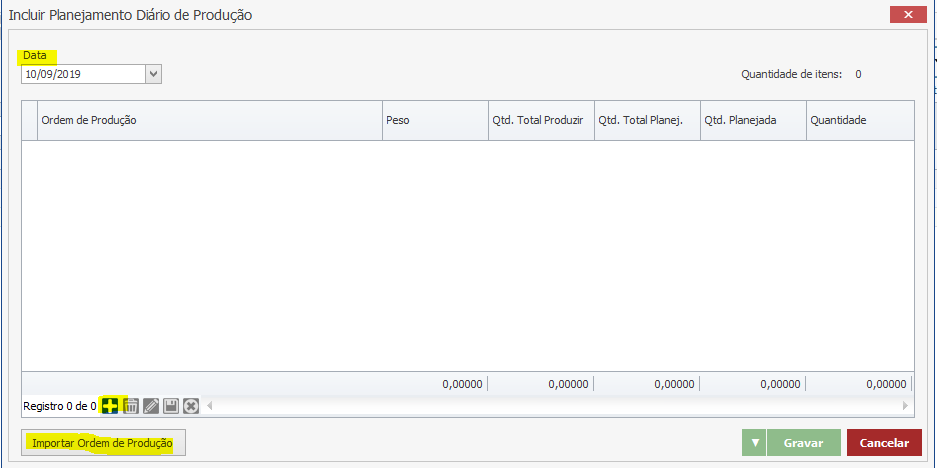 Incluir Planejamento Diário de Produção
Data
10/09/2019
Quantidade de itens: 0
Ordem de Produção Peso Qtd. Total Produzir Qtd. Total Planej. Qtd. Planejada Quantidade
0,00000 0,00000 0,00000 0,00000 0,00000
Registro 0 de 0
Importar Ordem de Produção Gravar Cancelar